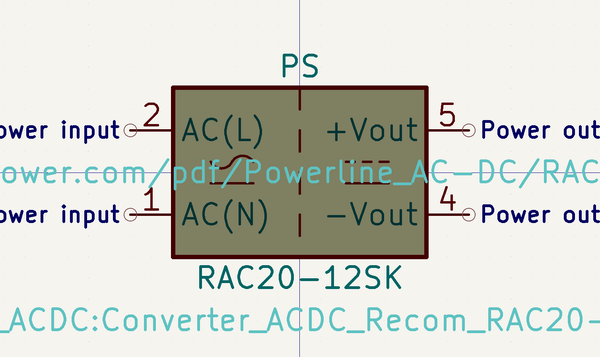 PS
ower input 2 AC(L) +Vout 5 Power out
ower.com/pdf/Powerline_AC-DC/RAC
ower input 1 AC(N) -Vout 4 Power out
RAC20-12SK
_ACDC:Converter_ACDC_Recom_RAC20-